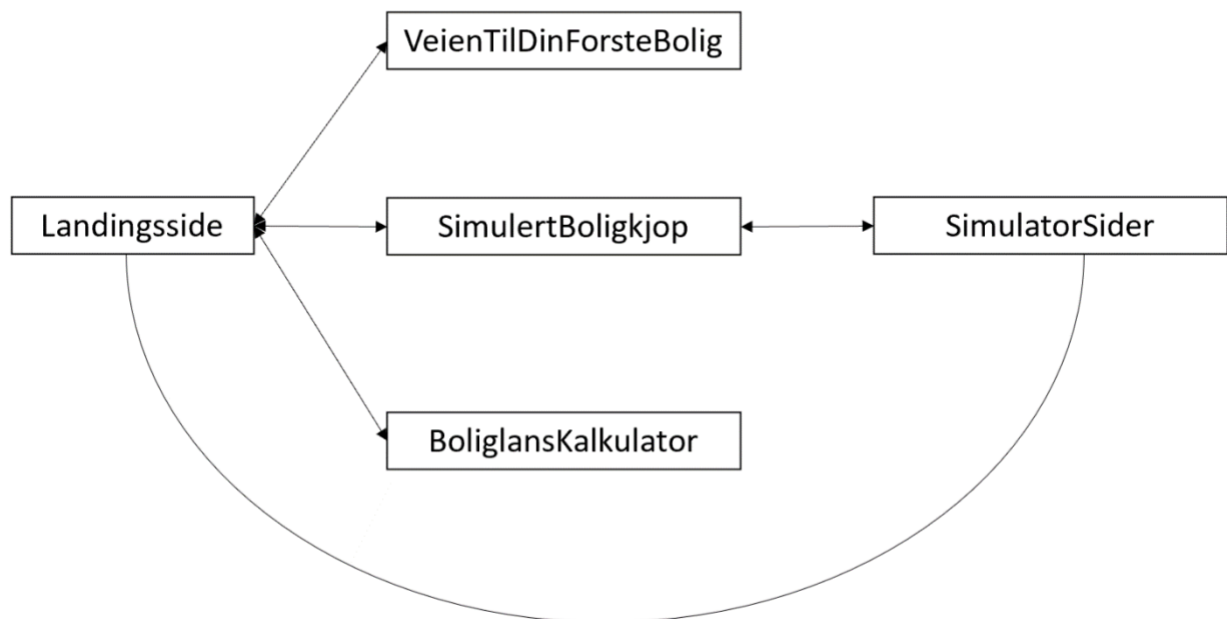 VeienTilDinForsteBolig
Landingsside
SimulertBoligkjop
SimulatorSider
BoliglansKalkulator